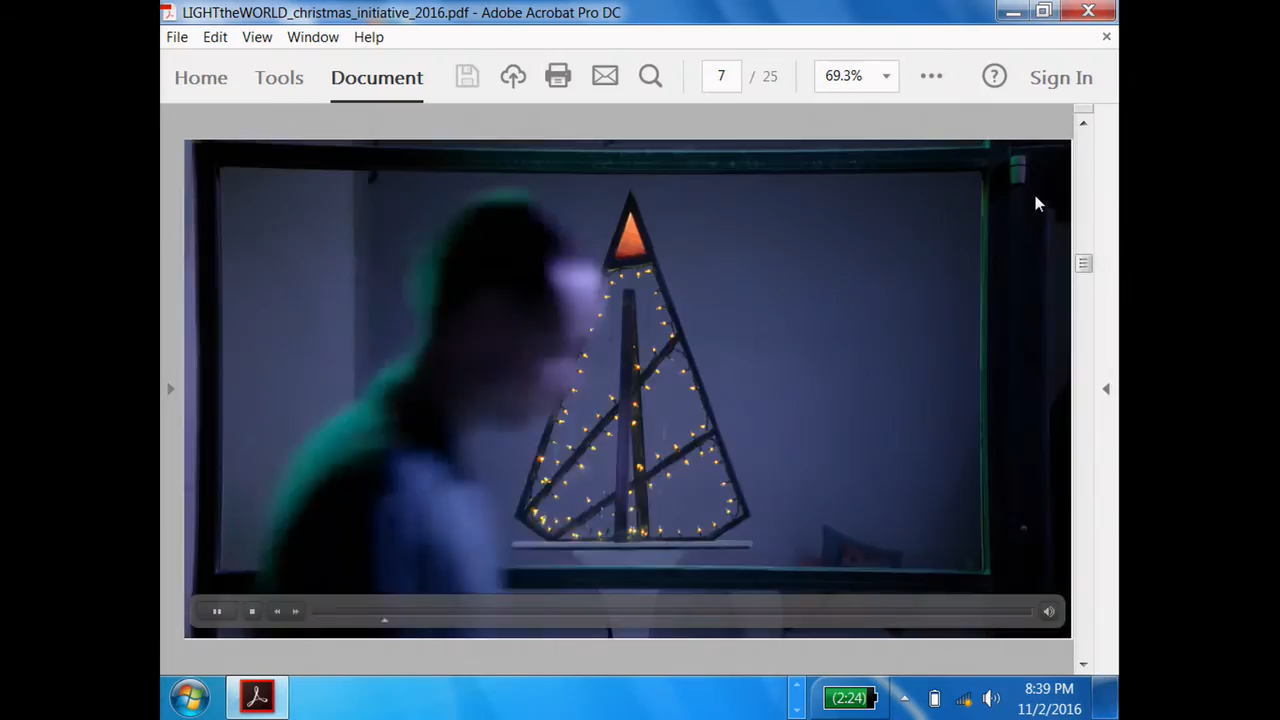 LIGHTtheWORLD_christmas_initiative_2016.pdf - Adobe Acrobat Pro DC
File Edit View Window Help
Home Tools Document 7 / 25 69.3% Sign In
(2:24) 8:39 PM
11/2/2016